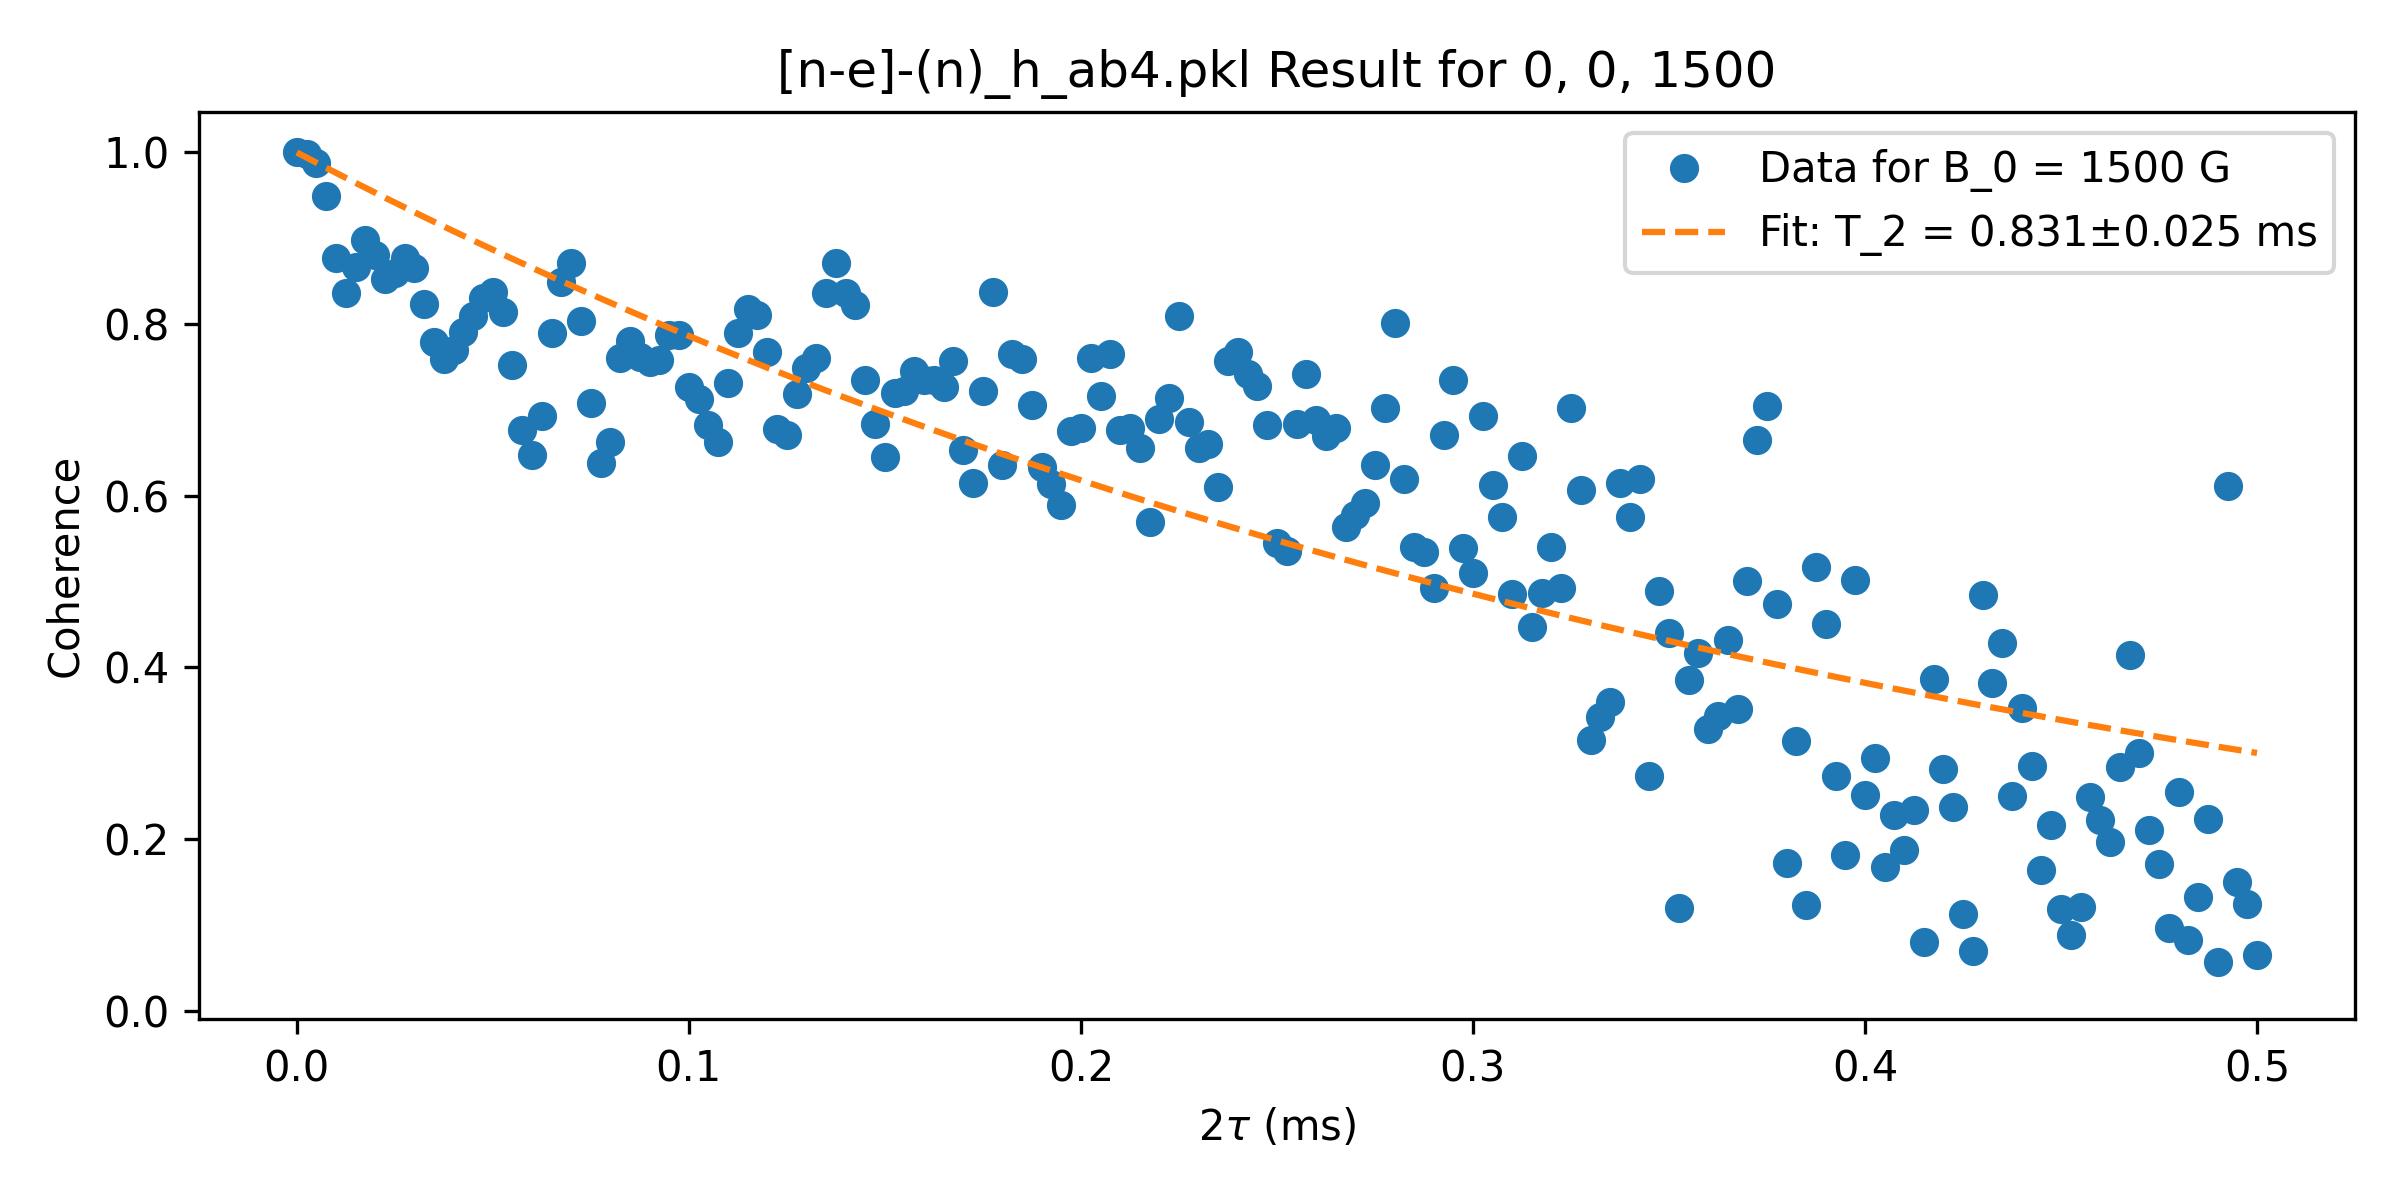 [n-e]-(n)_h_ab4.pkl Result for 0, 0, 1500
Data for B_0 = 1500 G
Fit: T_2 = 0.831±0.025 ms
Coherence
1.0
0.8
0.6
0.4
0.2
0.0
0.0 0.1 0.2 0.3 0.4 0.5
2τ (ms)